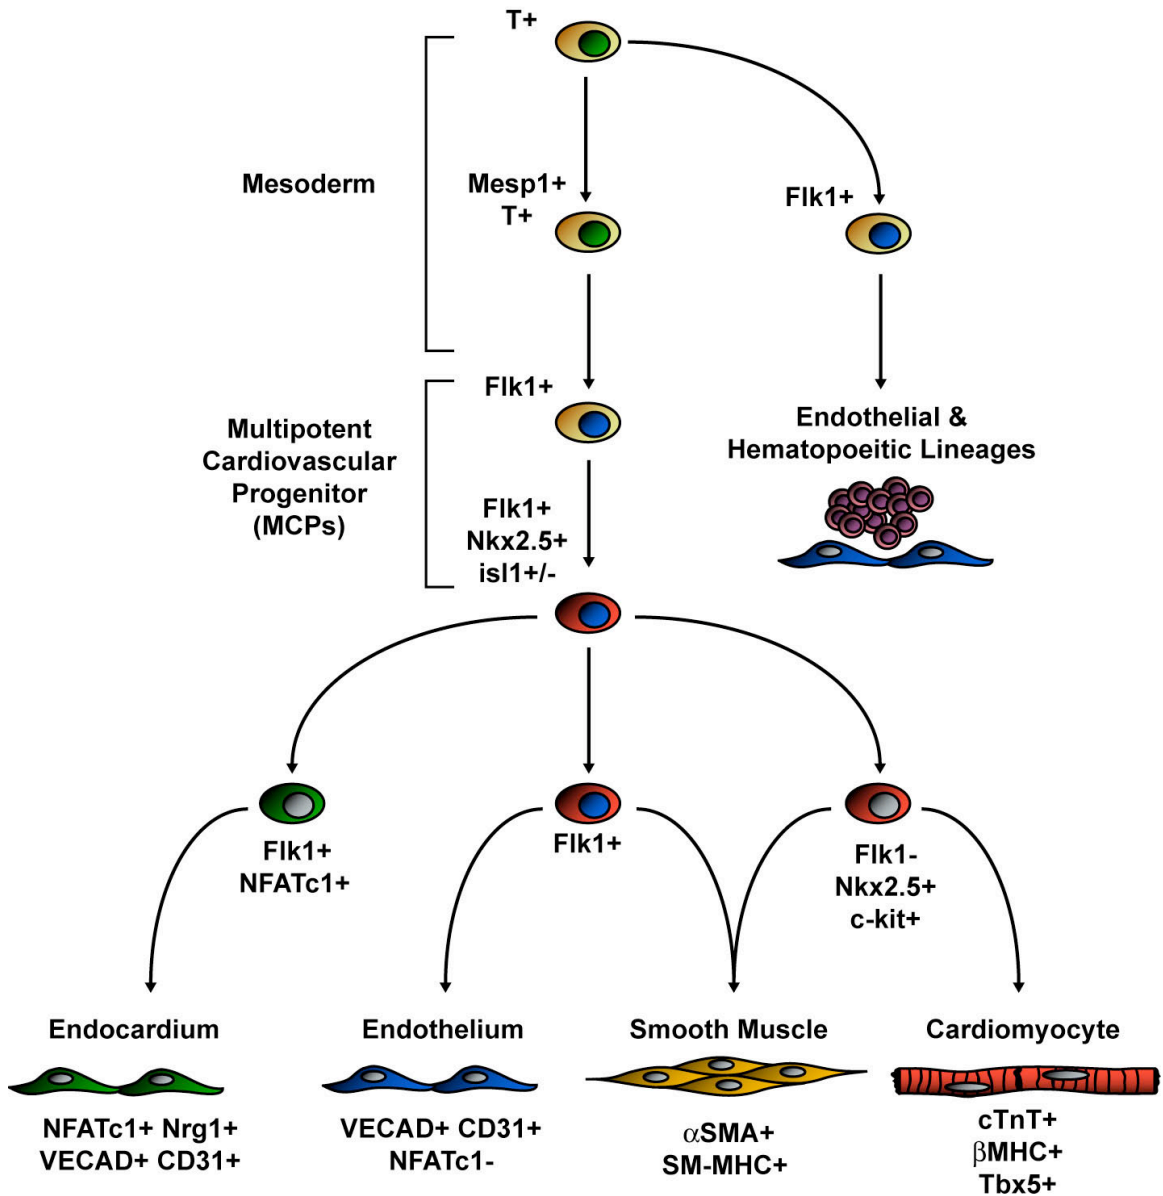 T+
Mesoderm
Mesp1+
T+
Flk1+
Flk1+
Multipotent
Cardiovascular
Progenitor
(MCPs)
Endothelial &
Hematopoeitic Lineages
Flk1+
Nkx2.5+
isl1+/-
Flk1+
NFATc1+
Flk1+
Flk1-
Nkx2.5+
c-kit+
Endocardium
Endothelium
Smooth Muscle
Cardiomyocyte
NFATc1+ Nrg1+
VECAD+ CD31+
VECAD+ CD31+
NFATc1-
αSMA+
SM-MHC+
cTnT+
βMHC+
Tbx5+